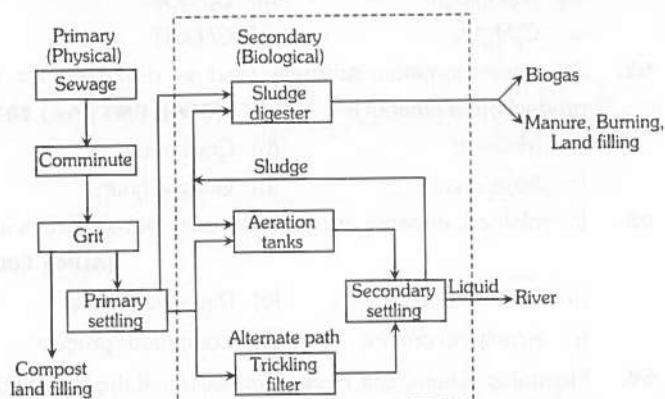 Primary
(Physical)
Sewage
Comminute
Grit
Primary
settling
Compost
land filling
Secondary
(Biological)
Sludge
digester
Sludge
Aeration
tanks
Secondary
settling
Alternate path
Trickling
filter
Biogas
Manure, Burning,
Land filling
Liquid
River